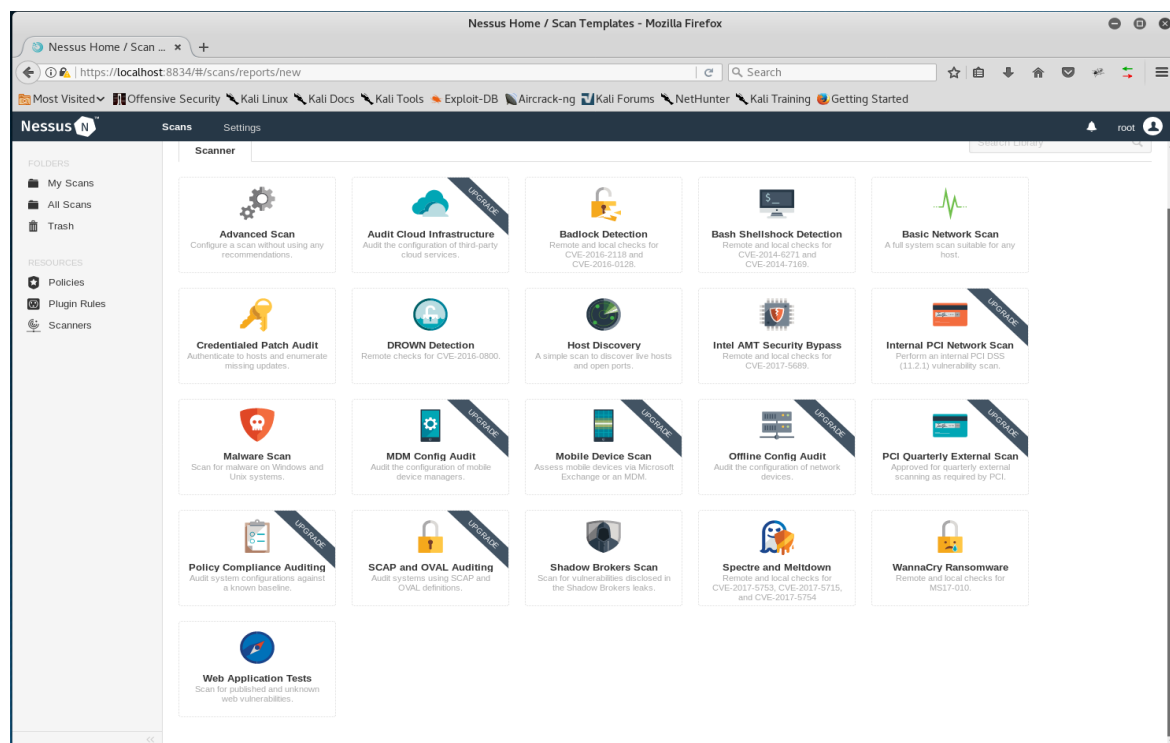 Nessus Home / Scan Templates - Mozilla Firefox
Nessus Home / Scan ... × +
https://localhost:8834/#/scans/reports/new
Search
Most Visited Offensive Security Kali Linux Kali Docs Kali Tools Exploit-DB Aircrack-ng Kali Forums NetHunter Kali Training Getting Started
Nessus N
Scans Settings
root
FOLDERS
My Scans
All Scans
Trash
RESOURCES
Policies
Plugin Rules
Scanners
Scanner
Search Library
Advanced Scan
Configure a scan without using any
recommendations.
UPGRADE
Audit Cloud Infrastructure
Audit the configuration of third-party
cloud services.
Badlock Detection
Remote and local checks for
CVE-2016-2118 and
CVE-2016-0128.
$_
Bash Shellshock Detection
Remote and local checks for
CVE-2014-6271 and
CVE-2014-7169.
Basic Network Scan
A full system scan suitable for any
host.
Credentialed Patch Audit
Authenticate to hosts and enumerate
missing updates.
DROWN Detection
Remote checks for CVE-2016-0800.
Host Discovery
A simple scan to discover live hosts
and open ports.
Intel AMT Security Bypass
Remote and local checks for
CVE-2017-5689.
UPGRADE
Internal PCI Network Scan
Perform an internal PCI DSS
(11.2.1) vulnerability scan.
Malware Scan
Scan for malware on Windows and
Unix systems.
UPGRADE
MDM Config Audit
Audit the configuration of mobile
device managers.
UPGRADE
Mobile Device Scan
Assess mobile devices via Microsoft
Exchange or an MDM.
UPGRADE
Offline Config Audit
Audit the configuration of network
devices.
UPGRADE
PCI Quarterly External Scan
Approved for quarterly external
scanning as required by PCI.
UPGRADE
Policy Compliance Auditing
Audit system configurations against
a known baseline.
UPGRADE
SCAP and OVAL Auditing
Audit systems using SCAP and
OVAL definitions.
Shadow Brokers Scan
Scan for vulnerabilities disclosed in
the Shadow Brokers leaks.
Spectre and Meltdown
Remote and local checks for
CVE-2017-5753, CVE-2017-5715,
and CVE-2017-5754
WannaCry Ransomware
Remote and local checks for
MS17-010.
Web Application Tests
Scan for published and unknown
web vulnerabilities.